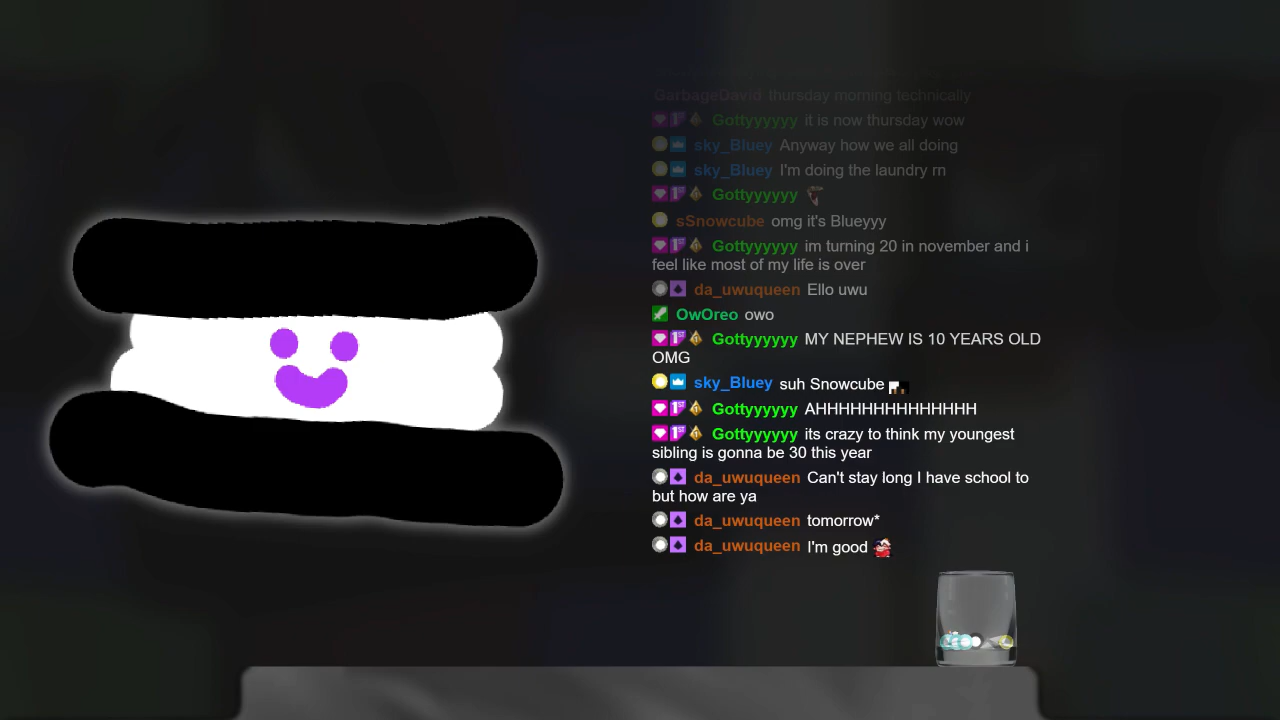 GarbageDavid thursday morning technically
Gottyyyyyy it is now thursday wow
sky_Bluey Anyway how we all doing
sky_Bluey I'm doing the laundry rn
Gottyyyyyy
sSnowcube omg it's Blueyyy
Gottyyyyyy im turning 20 in november and i
feel like most of my life is over
da_uwuqueen Ello uwu
OwOreo owo
Gottyyyyyy MY NEPHEW IS 10 YEARS OLD
OMG
sky_Bluey suh Snowcube
Gottyyyyyy AHHHHHHHHHHHHHH
Gottyyyyyy its crazy to think my youngest
sibling is gonna be 30 this year
da_uwuqueen Can't stay long I have school to
but how are ya
da_uwuqueen tomorrow*
da_uwuqueen I'm good